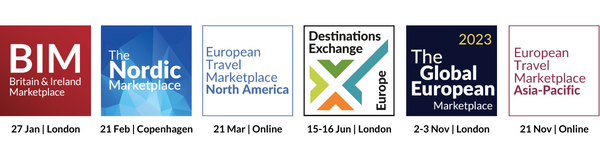 BIM
Britain & Ireland
Marketplace
27 Jan | London
The
Nordic
Marketplace
21 Feb | Copenhagen
European
Travel
Marketplace
North America
21 Mar | Online
Destinations
Exchange
Europe
15-16 Jun | London
2023
The
Global
European
Marketplace
2-3 Nov | London
European
Travel
Marketplace
Asia-Pacific
21 Nov | Online